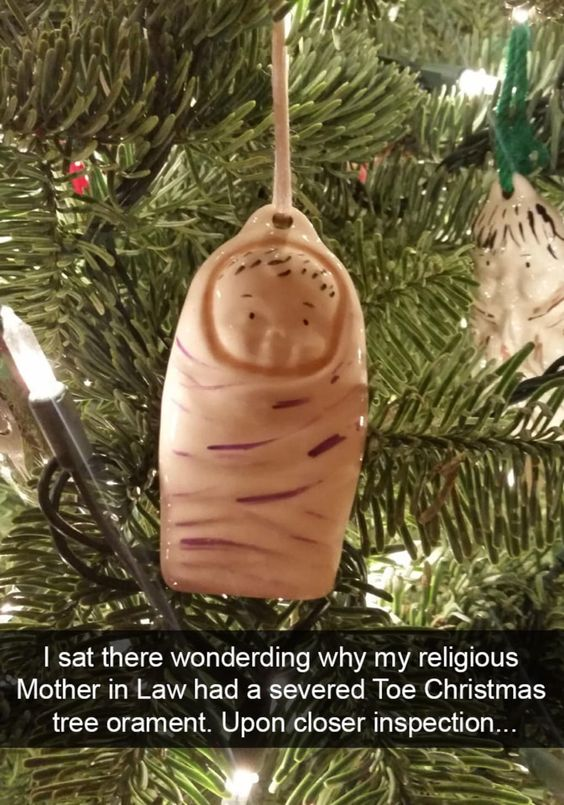 I sat there wonderding why my religious
Mother in Law had a severed Toe Christmas
tree orament. Upon closer inspection...